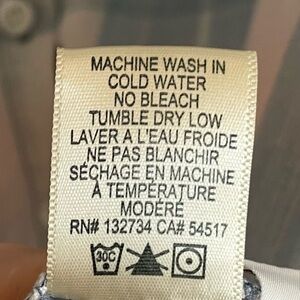 MACHINE WASH IN
COLD WATER
NO BLEACH
TUMBLE DRY LOW
LAVER A L'EAU FROIDE
NE PAS BLANCHIR
SÉCHAGE EN MACHINE
À TEMPÉRATURE
MODÉRÉ
RN# 132734 CA# 54517
30C